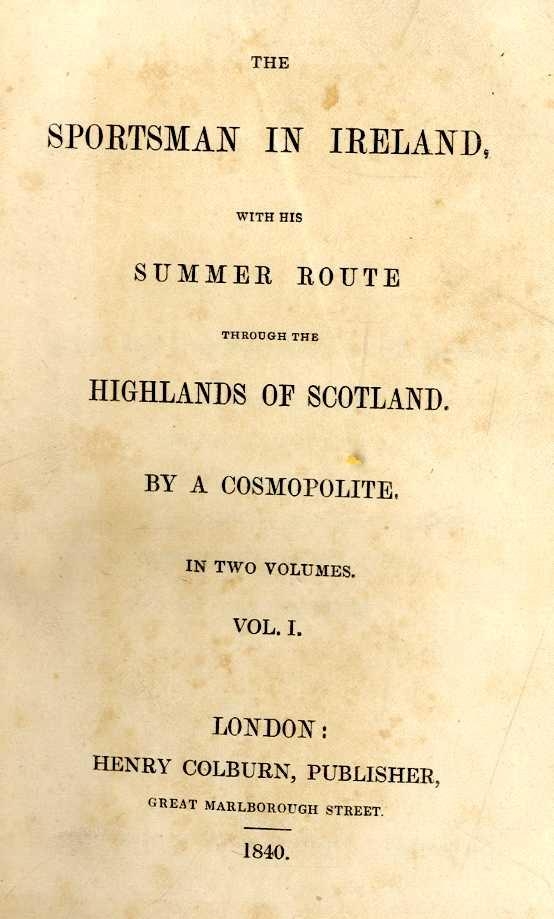 THE
SPORTSMAN IN IRELAND,
WITH HIS
SUMMER ROUTE
THROUGH THE
HIGHLANDS OF SCOTLAND.
BY A COSMOPOLITE.
IN TWO VOLUMES.
VOL. I.
LONDON:
HENRY COLBURN, PUBLISHER,
GREAT MARLBOROUGH STREET.
1840.